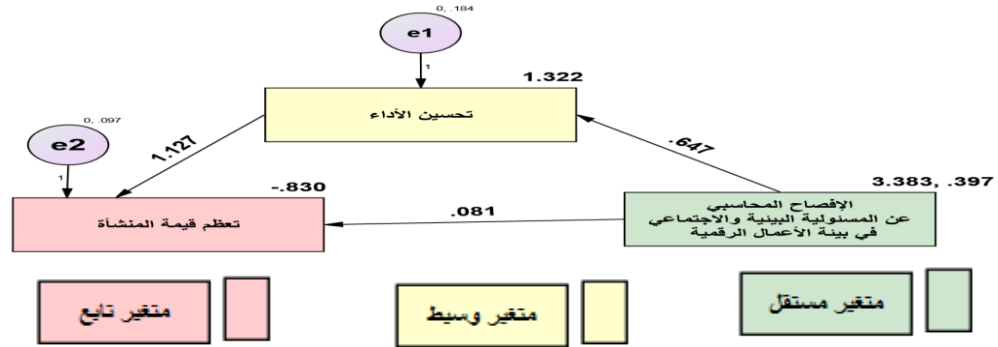 0, .184
e1
1
1.322
تحسين الأداء
0, .097
e2
1
1.127
.647
-.830
تعظم قيمة المنشأة
.081
3.383, .397
الإفصاح المحاسبي
عن المسئولية البيئية والاجتماعي
في بيئة الأعمال الرقمية
متغير تابع
متغير وسيط
متغير مستقل